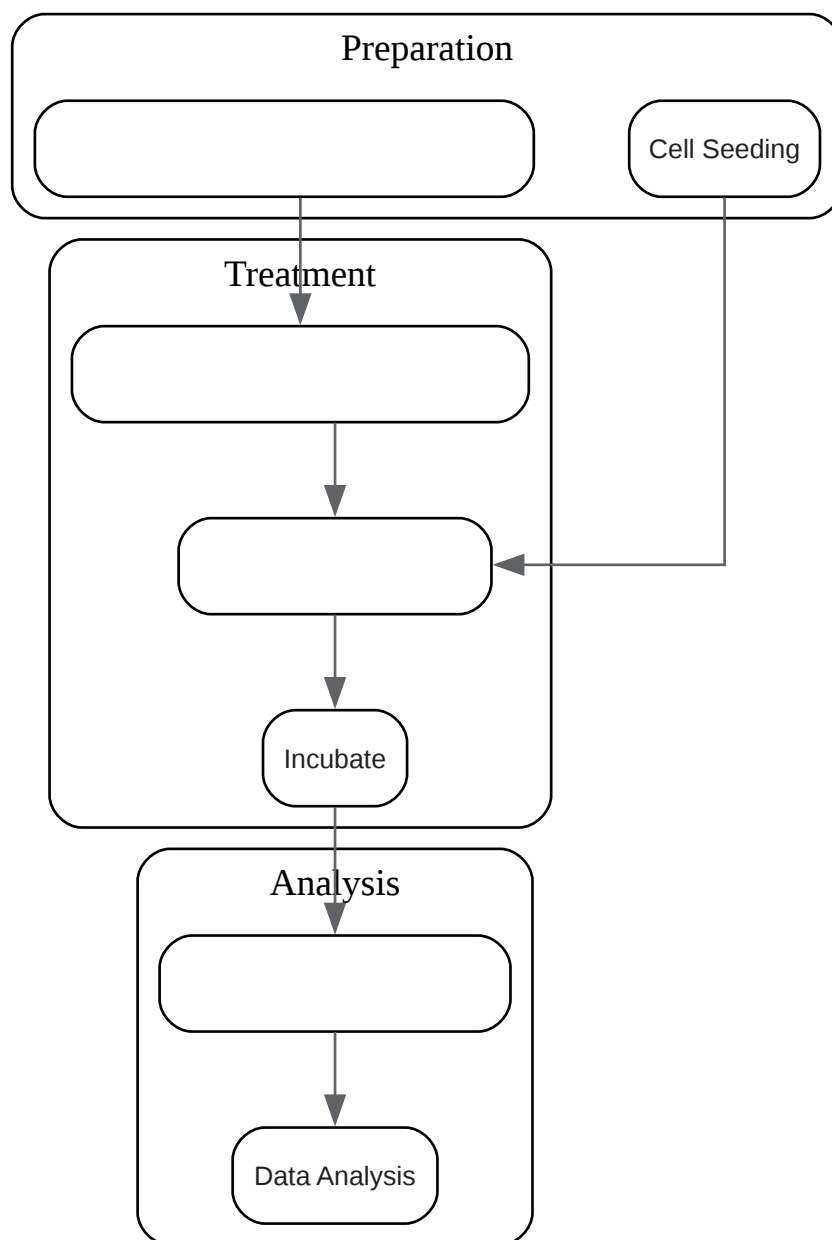 Preparation
Cell Seeding
Treatment
Incubate
Analysis
Data Analysis